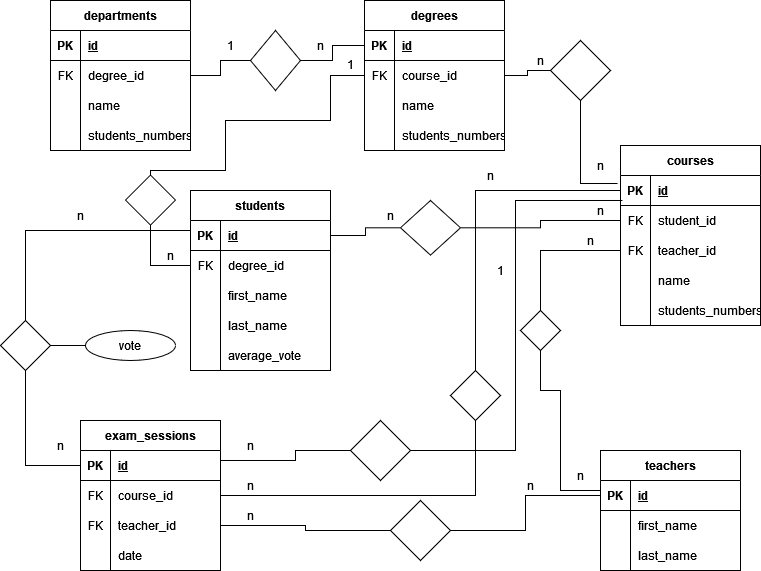 departments
PK id
FK degree_id
name
students_numbers
1
n
degrees
PK id
FK course_id
name
students_numbers
1
n
n
courses
PK id
FK student_id
FK teacher_id
name
students_numbers
students
PK id
FK degree_id
first_name
last_name
average_vote
n
n
n
n
n
n
1
vote
n
n
n
n
exam_sessions
PK id
FK course_id
FK teacher_id
date
n
n
n
teachers
PK id
first_name
last_name